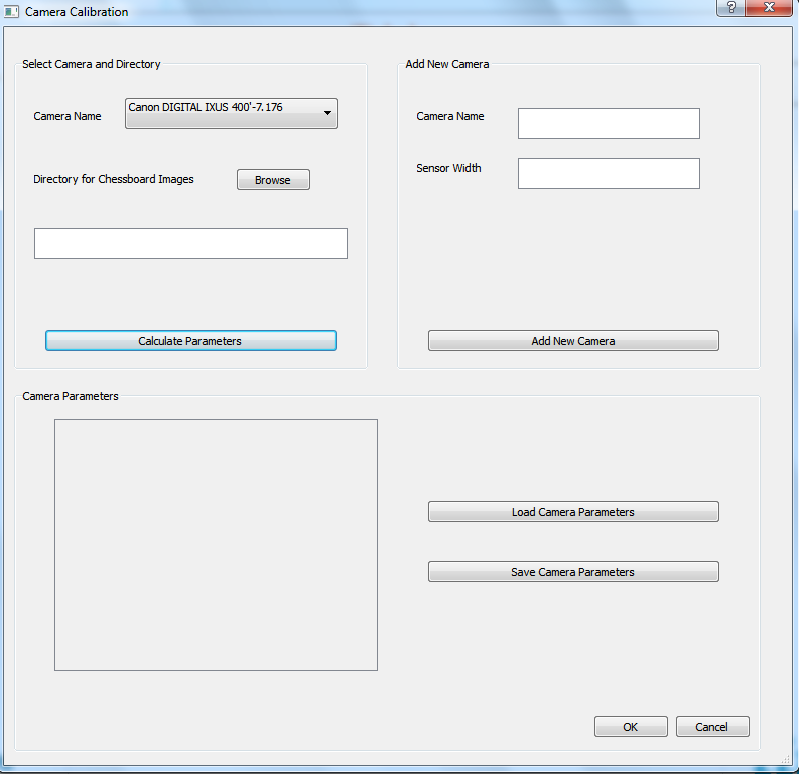 Camera Calibration
?
Select Camera and Directory
Camera Name
Canon DIGITAL IXUS 400'-7.176
Directory for Chessboard Images
Browse
Calculate Parameters
Add New Camera
Camera Name
Sensor Width
Add New Camera
Camera Parameters
Load Camera Parameters
Save Camera Parameters
OK
Cancel